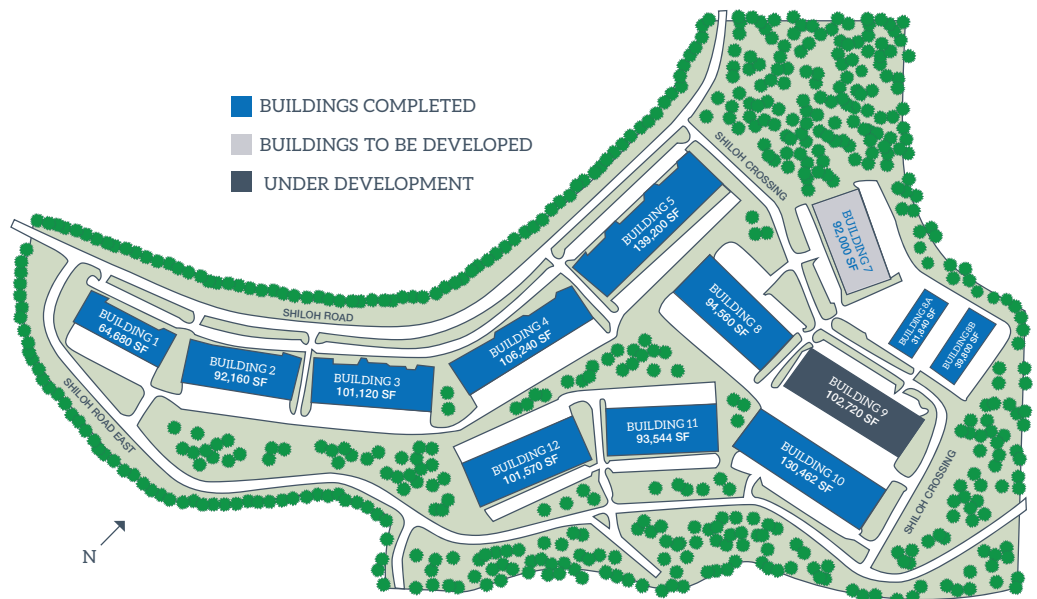 BUILDINGS COMPLETED
BUILDINGS TO BE DEVELOPED
UNDER DEVELOPMENT
SHILOH CROSSING
BUILDING 5
139,200 SF
BUILDING 7
92,000 SF
SHILOH ROAD
BUILDING 1
64,680 SF
BUILDING 2
92,160 SF
BUILDING 3
101,120 SF
BUILDING 4
106,240 SF
BUILDING 8
94,560 SF
BUILDING 8A
31,840 SF
BUILDING 8B
39,800 SF
BUILDING 9
102,720 SF
SHILOH ROAD EAST
BUILDING 12
101,570 SF
BUILDING 11
93,544 SF
BUILDING 10
130,462 SF
SHILOH CROSSING
N